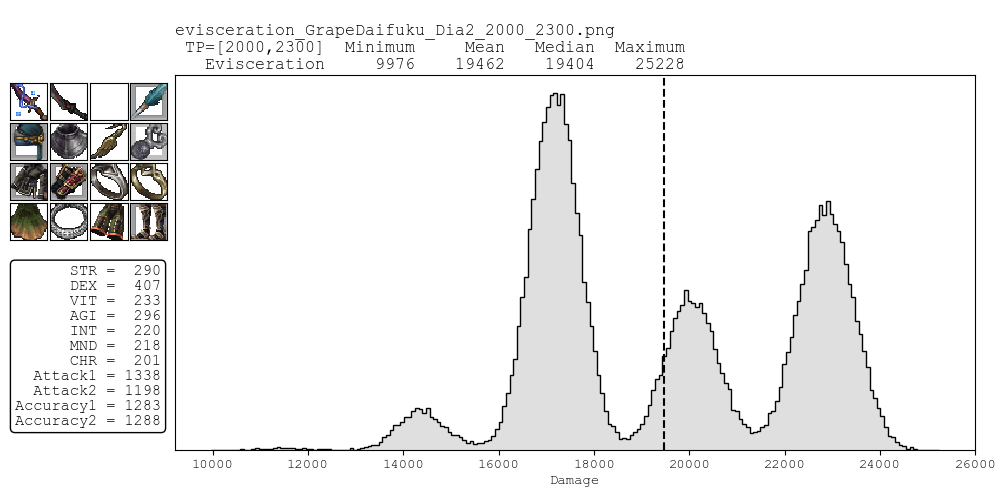 evisceration_GrapeDaifuku_Dia2_2000_2300.png
TP=[2000,2300] Minimum Mean Median Maximum
Evisceration 9976 19462 19404 25228
STR = 290
DEX = 407
VIT = 233
AGI = 296
INT = 220
MND = 218
CHR = 201
Attack1 = 1338
Attack2 = 1198
Accuracy1 = 1283
Accuracy2 = 1288
10000 12000 14000 16000 18000 20000 22000 24000 26000
Damage